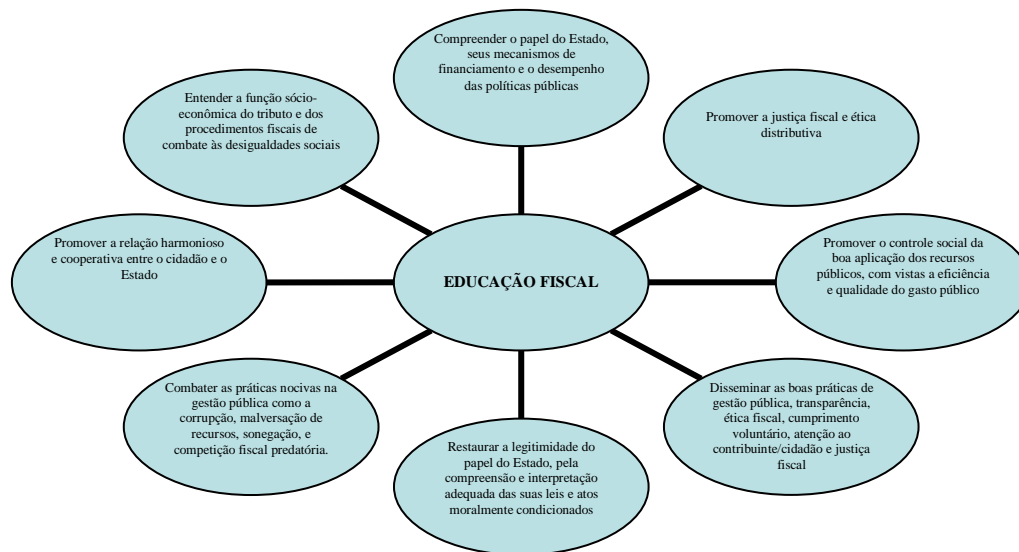 Compreender o papel do Estado,
seus mecanismos de
financiamento e o desempenho
das políticas públicas
Entender a função sócio-
econômica do tributo e dos
procedimentos fiscais de
combate às desigualdades sociais
Promover a justiça fiscal e ética
distributiva
Promover a relação harmonioso
e cooperativa entre o cidadão e o
Estado
EDUCAÇÃO FISCAL
Promover o controle social da
boa aplicação dos recursos
públicos, com vistas a eficiência
e qualidade do gasto público
Combater as práticas nocivas na
gestão pública como a
corrupção, malversação de
recursos, sonegação, e
competição fiscal predatória.
Restaurar a legitimidade do
papel do Estado, pela
compreensão e interpretação
adequada das suas leis e atos
moralmente condicionados
Disseminar as boas práticas de
gestão pública, transparência,
ética fiscal, cumprimento
voluntário, atenção ao
contribuinte/cidadão e justiça
fiscal